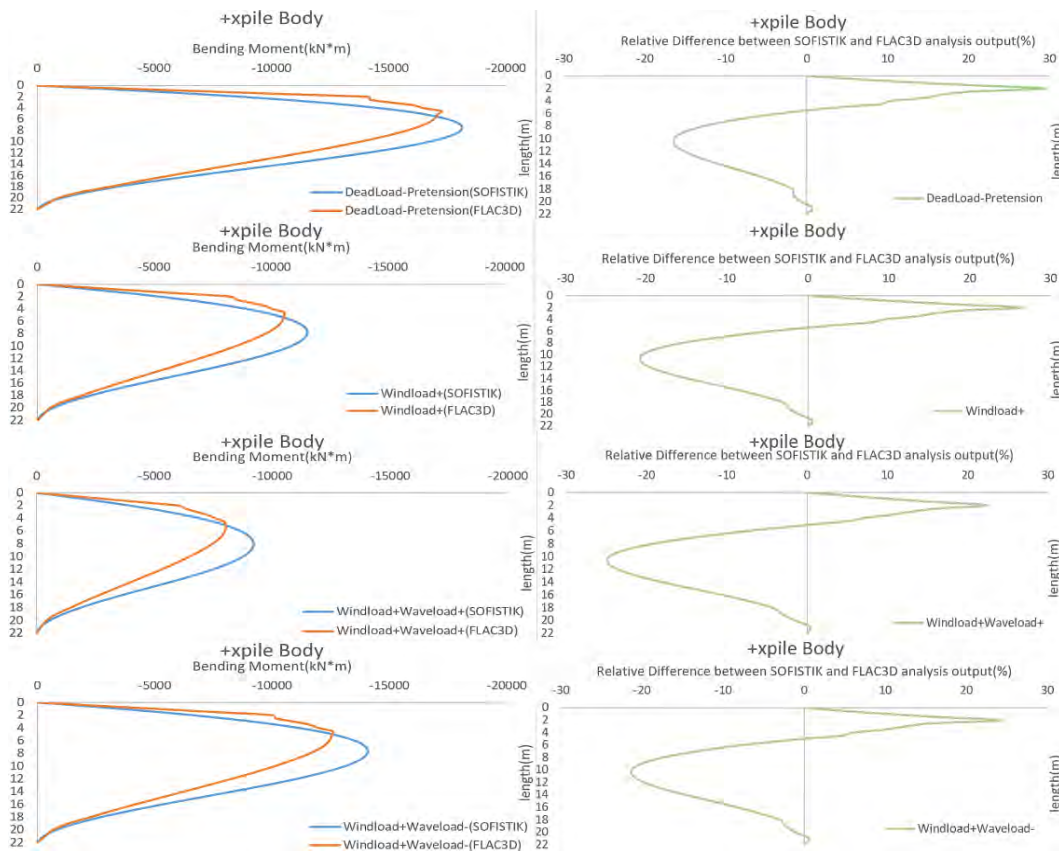 +xpile Body
Bending Moment(kN*m)
0 -5000 -10000 -15000 -20000
0
2
4
6
8
10
12
14
16
18
20
22
length(m)
DeadLoad-Pretension(SOFISTIK)
DeadLoad-Pretension(FLAC3D)
+xpile Body
Relative Difference between SOFISTIK and FLAC3D analysis output(%)
-30 -20 -10 0 10 20 30
0
2
4
6
8
10
12
14
16
18
20
22
length(m)
DeadLoad-Pretension
+xpile Body
Bending Moment(kN*m)
0 -5000 -10000 -15000 -20000
0
2
4
6
8
10
12
14
16
18
20
22
length(m)
Windload+(SOFISTIK)
Windload+(FLAC3D)
+xpile Body
Relative Difference between SOFISTIK and FLAC3D analysis output(%)
-30 -20 -10 0 10 20 30
0
2
4
6
8
10
12
14
16
18
20
22
length(m)
Windload+
+xpile Body
Bending Moment(kN*m)
0 -5000 -10000 -15000 -20000
0
2
4
6
8
10
12
14
16
18
20
22
length(m)
Windload+Waveload+(SOFISTIK)
Windload+Waveload+(FLAC3D)
+xpile Body
Relative Difference between SOFISTIK and FLAC3D analysis output(%)
-30 -20 -10 0 10 20 30
0
2
4
6
8
10
12
14
16
18
20
22
length(m)
Windload+Waveload+
+xpile Body
Bending Moment(kN*m)
0 -5000 -10000 -15000 -20000
0
2
4
6
8
10
12
14
16
18
20
22
length(m)
Windload+Waveload-(SOFISTIK)
Windload+Waveload-(FLAC3D)
+xpile Body
Relative Difference between SOFISTIK and FLAC3D analysis output(%)
-30 -20 -10 0 10 20 30
0
2
4
6
8
10
12
14
16
18
20
22
length(m)
Windload+Waveload-